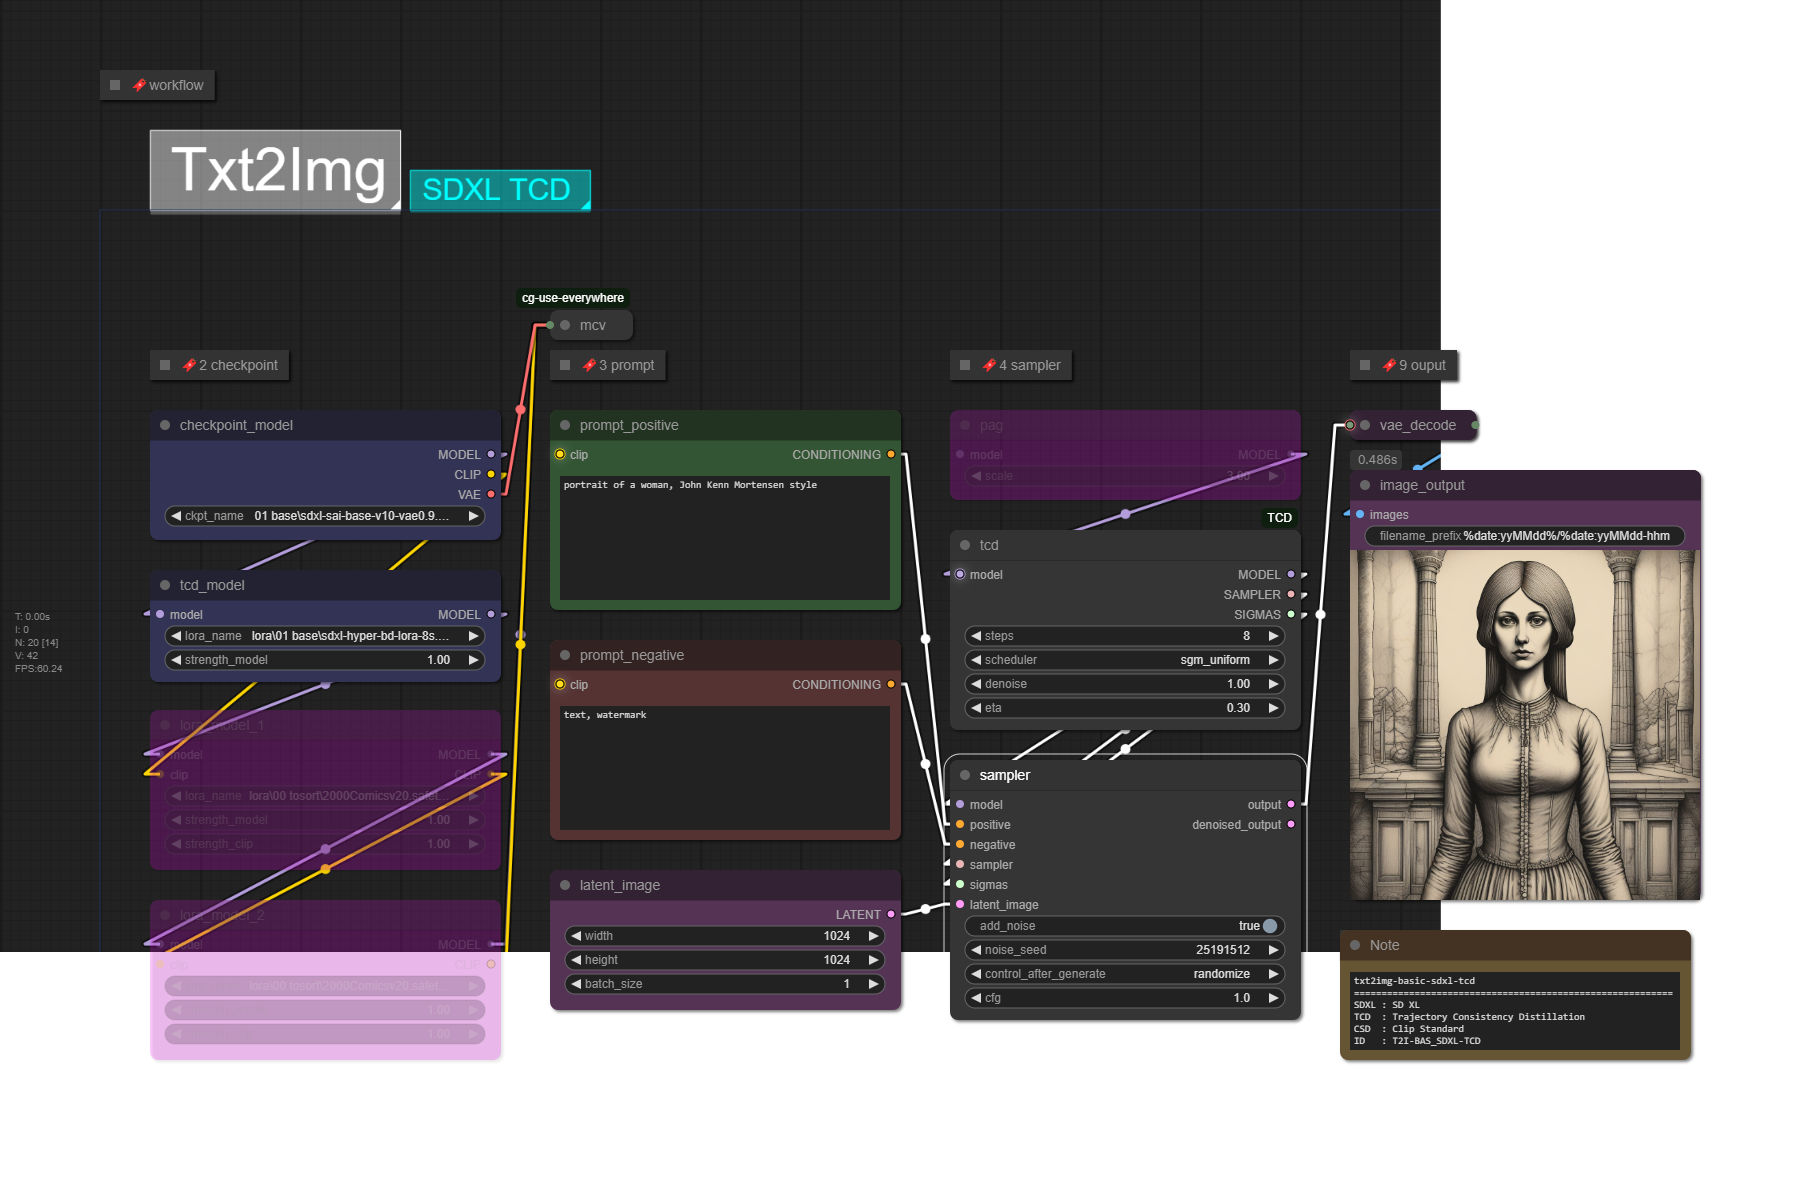 workflow
Txt2Img
SDXL TCD
cg-use-everywhere
mcv
2 checkpoint
3 prompt
4 sampler
9 ouput
checkpoint_model
MODEL
CLIP
VAE
ckpt_name 01 base\sdxl-sai-base-v10-vae0.9....
tcd_model
model MODEL
lora_name lora\01 base\sdxl-hyper-bd-lora-8s....
strength_model 1.00
T: 0.00s
I: 0
N: 20 [14]
V: 42
FPS:60.24
lora_model_1
model MODEL
clip CLIP
lora_name lora\00 tosort\2000Comicsv20.safet...
strength_model 1.00
strength_clip 1.00
lora_model_2
model MODEL
clip CLIP
lora\00 tosort\2000Comicsv20.safet...
1.00
1.00
prompt_positive
clip CONDITIONING
portrait of a woman, John Kenn Mortensen style
prompt_negative
clip CONDITIONING
text, watermark
latent_image
LATENT
width 1024
height 1024
batch_size 1
pag
model MODEL
scale 3.00
TCD
tcd
model MODEL
SAMPLER
SIGMAS
steps 8
scheduler sgm_uniform
denoise 1.00
eta 0.30
sampler
model output
positive denoised_output
negative
sampler
sigmas
latent_image
add_noise true
noise_seed 25191512
control_after_generate randomize
cfg 1.0
vae_decode
0.486s
image_output
images
filename_prefix %date:yyMMdd%/%date:yyMMdd-hhm
Note
txt2img-basic-sdxl-tcd
==========================================================
SDXL : SD XL
TCD : Trajectory Consistency Distillation
CSD : Clip Standard
ID : T2I-BAS_SDXL-TCD